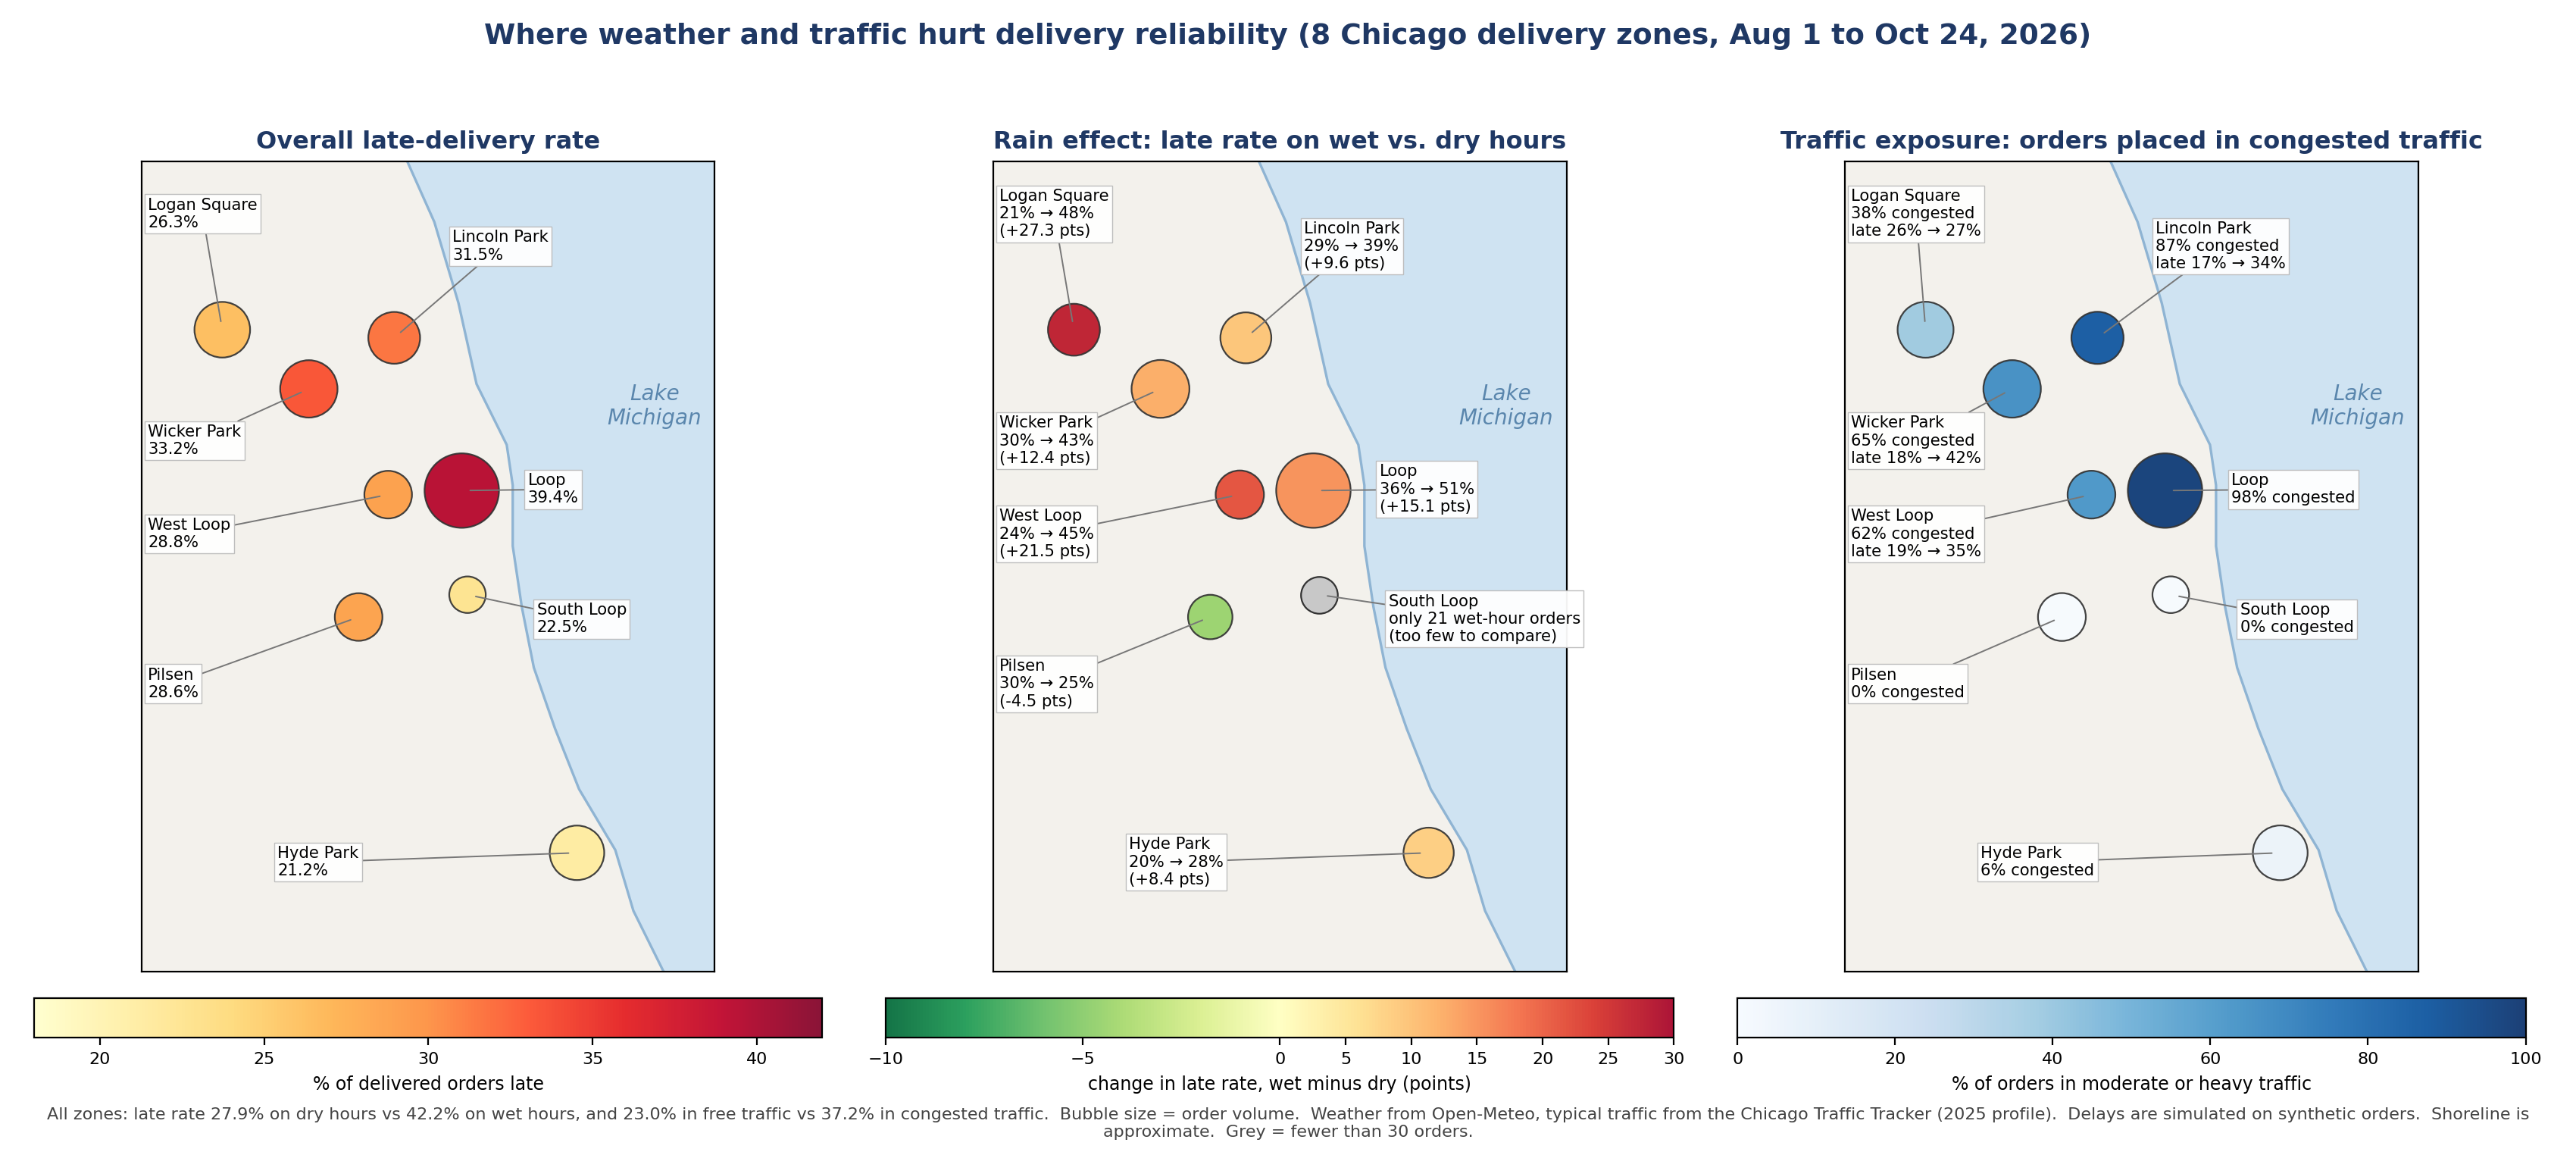 Where weather and traffic hurt delivery reliability (8 Chicago delivery zones, Aug 1 to Oct 24, 2026)
Overall late-delivery rate
Logan Square
26.3%
Lincoln Park
31.5%
Lake
Michigan
Wicker Park
33.2%
Loop
39.4%
West Loop
28.8%
South Loop
22.5%
Pilsen
28.6%
Hyde Park
21.2%
20 25 30 35 40
% of delivered orders late
Rain effect: late rate on wet vs. dry hours
Logan Square
21% → 48%
(+27.3 pts)
Lincoln Park
29% → 39%
(+9.6 pts)
Lake
Michigan
Wicker Park
30% → 43%
(+12.4 pts)
Loop
36% → 51%
(+15.1 pts)
West Loop
24% → 45%
(+21.5 pts)
South Loop
only 21 wet-hour orders
(too few to compare)
Pilsen
30% → 25%
(-4.5 pts)
Hyde Park
20% → 28%
(+8.4 pts)
−10 −5 0 5 10 15 20 25 30
change in late rate, wet minus dry (points)
Traffic exposure: orders placed in congested traffic
Logan Square
38% congested
late 26% → 27%
Lincoln Park
87% congested
late 17% → 34%
Lake
Michigan
Wicker Park
65% congested
late 18% → 42%
Loop
98% congested
West Loop
62% congested
late 19% → 35%
South Loop
0% congested
Pilsen
0% congested
Hyde Park
6% congested
0 20 40 60 80 100
% of orders in moderate or heavy traffic
All zones: late rate 27.9% on dry hours vs 42.2% on wet hours, and 23.0% in free traffic vs 37.2% in congested traffic.  Bubble size = order volume.  Weather from Open-Meteo, typical traffic from the Chicago Traffic Tracker (2025 profile).  Delays are simulated on synthetic orders.  Shoreline is
approximate.  Grey = fewer than 30 orders.